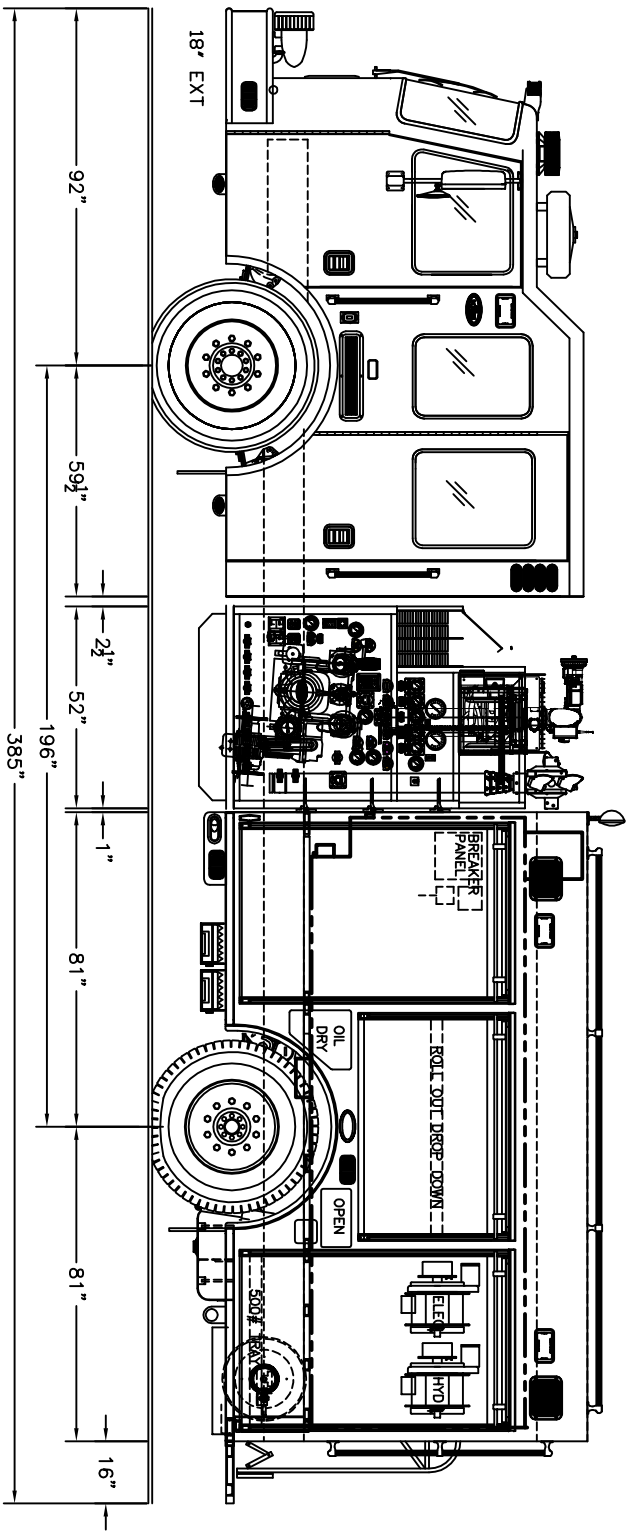 18" EXT
BREAKER
PANEL
OIL
DRY
ROLL OUT DROP DOWN
OPEN
ELEC
HYD
500# TRAY
92"
59½"
2½"
52"
1"
81"
81"
16"
196"
385"